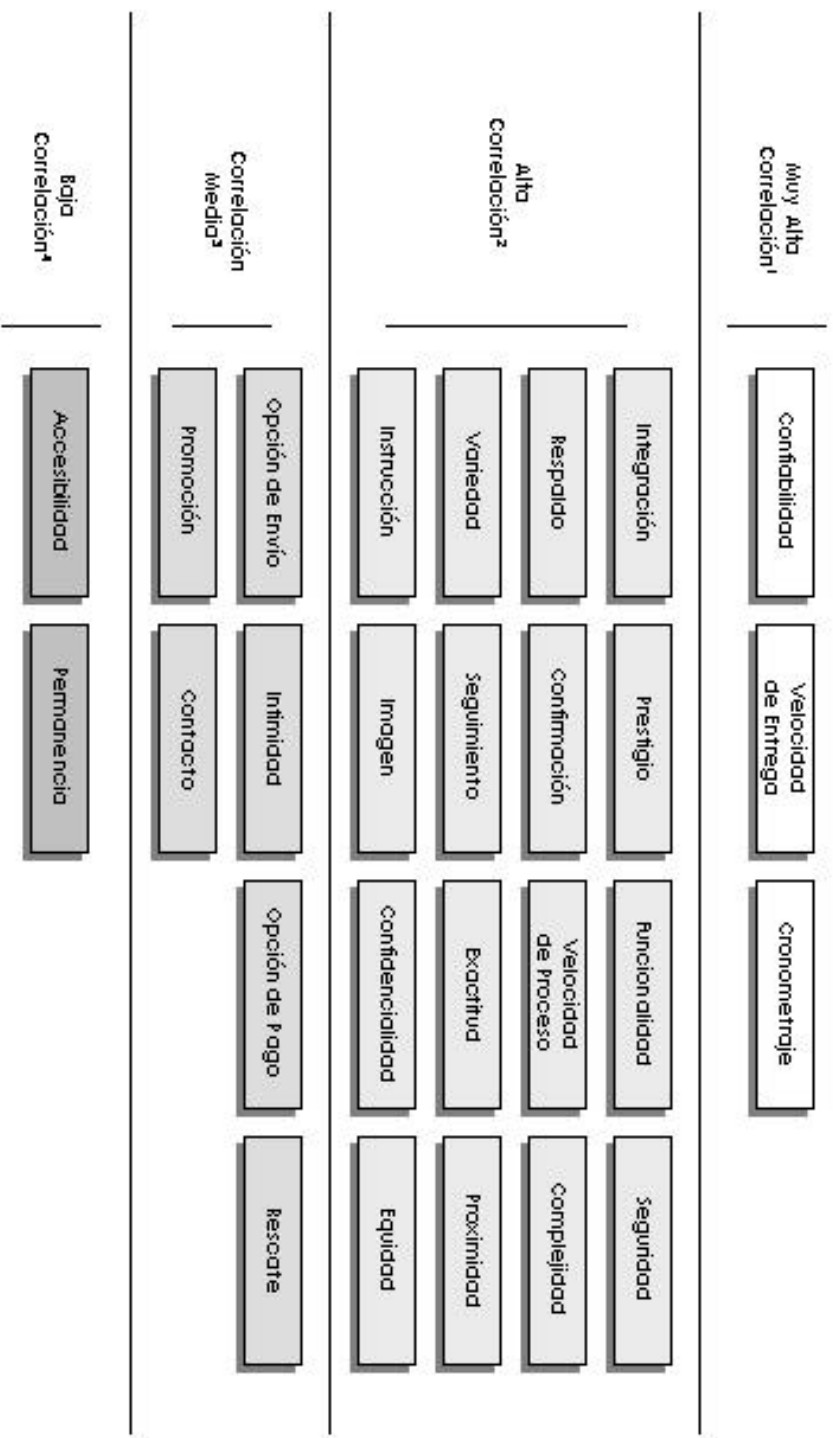 Muy Alta
Correlación¹
Confiabilidad
Velocidad
de Entrega
Cronometraje
Alta
Correlación²
Integración
Prestigio
Funcionalidad
Seguridad
Respaldo
Confirmación
Velocidad
de Proceso
Complejidad
Variedad
Seguimiento
Exactitud
Proximidad
Instrucción
Imagen
Confidencialidad
Equidad
Correlación
Media³
Opción de Envío
Intimidad
Opción de Pago
Rescate
Promoción
Contacto
Baja
Correlación⁴
Accesibilidad
Permanencia